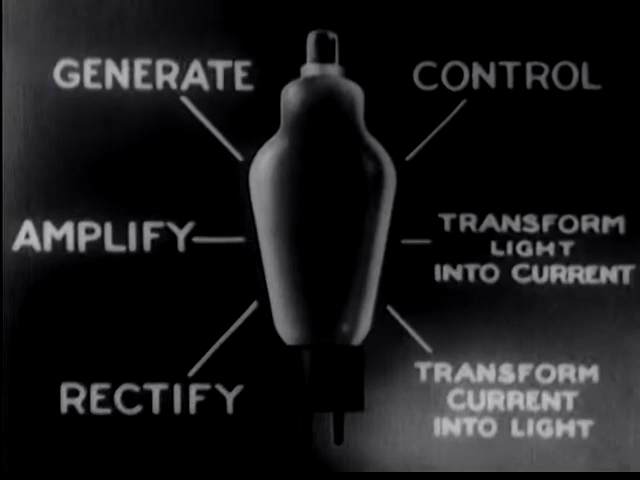 GENERATE
CONTROL
AMPLIFY
TRANSFORM
LIGHT
INTO CURRENT
RECTIFY
TRANSFORM
CURRENT
INTO LIGHT